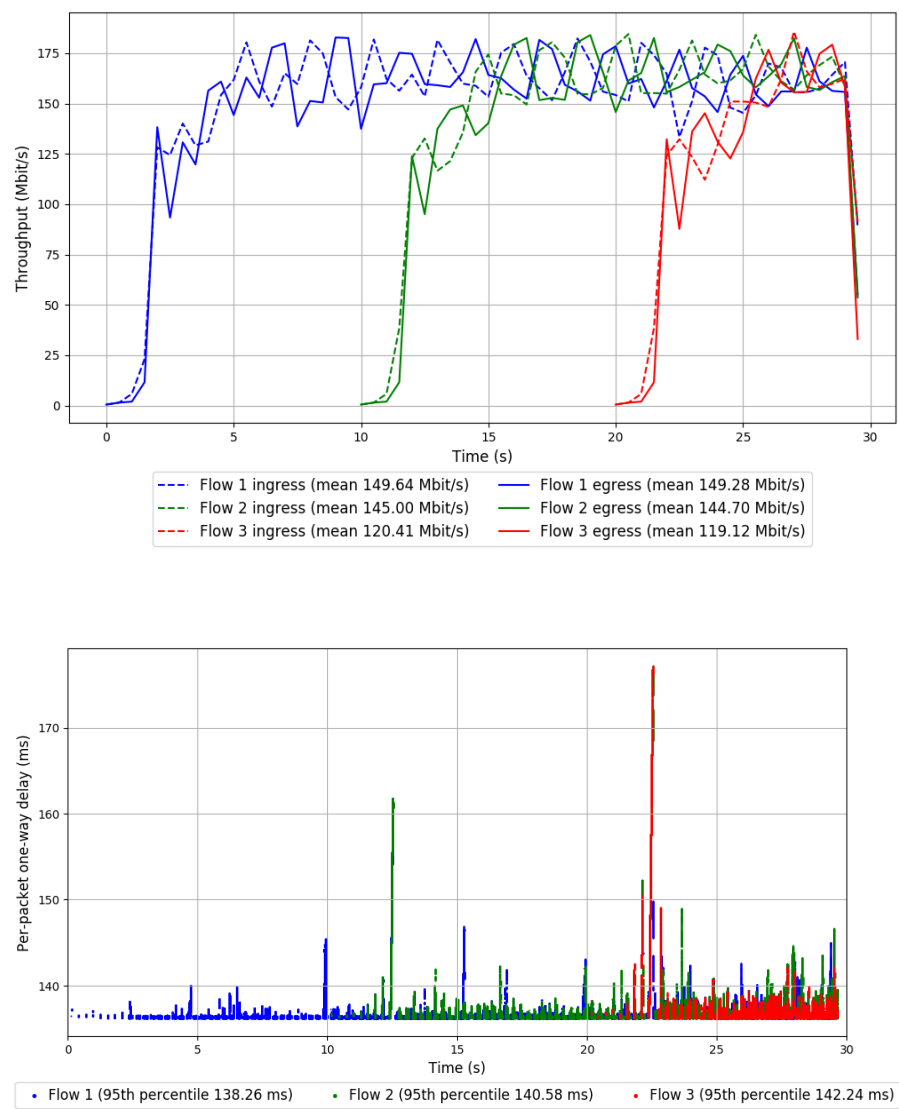 175
150
125
100
75
50
25
0
Throughput (Mbit/s)
0 5 10 15 20 25 30
Time (s)
Flow 1 ingress (mean 149.64 Mbit/s) Flow 1 egress (mean 149.28 Mbit/s)
Flow 2 ingress (mean 145.00 Mbit/s) Flow 2 egress (mean 144.70 Mbit/s)
Flow 3 ingress (mean 120.41 Mbit/s) Flow 3 egress (mean 119.12 Mbit/s)
170
160
150
140
Per-packet one-way delay (ms)
0 5 10 15 20 25 30
Time (s)
Flow 1 (95th percentile 138.26 ms) Flow 2 (95th percentile 140.58 ms) Flow 3 (95th percentile 142.24 ms)